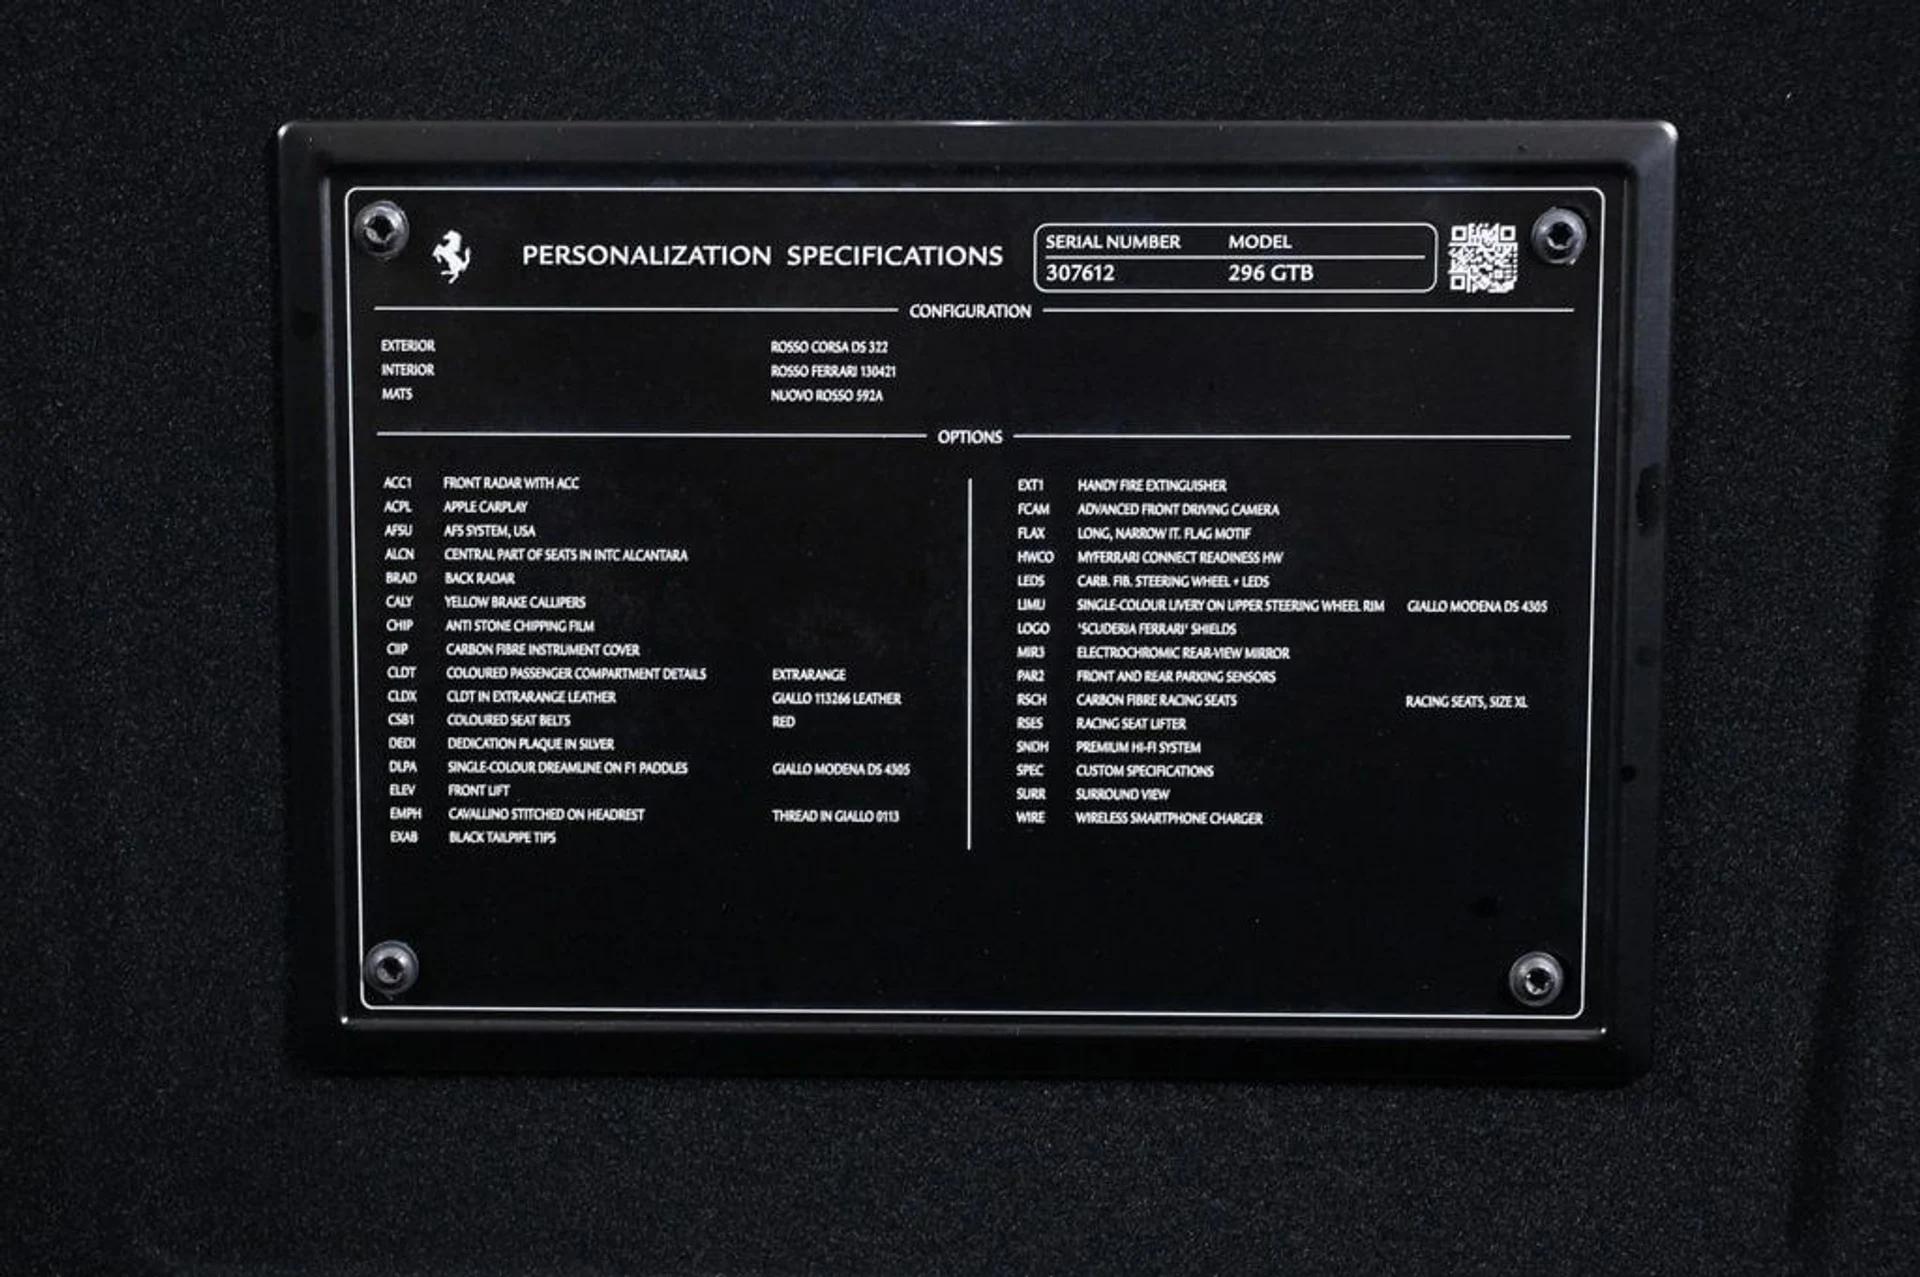 PERSONALIZATION SPECIFICATIONS
SERIAL NUMBER MODEL
307612 296 GTB
CONFIGURATION
EXTERIOR ROSSO CORSA DS 322
INTERIOR ROSSO FERRARI 130421
MATS NUOVO ROSSO 592A
OPTIONS
ACC1 FRONT RADAR WITH ACC
ACPL APPLE CARPLAY
AFSU AFS SYSTEM, USA
ALCN CENTRAL PART OF SEATS IN INTC ALCANTARA
BRAD BACK RADAR
CALY YELLOW BRAKE CALLIPERS
CHIP ANTI STONE CHIPPING FILM
CIIP CARBON FIBRE INSTRUMENT COVER
CLDT COLOURED PASSENGER COMPARTMENT DETAILS EXTRARANGE
CLDX CLDT IN EXTRARANGE LEATHER GIALLO 113266 LEATHER
CSB1 COLOURED SEAT BELTS RED
DEDI DEDICATION PLAQUE IN SILVER
DLPA SINGLE-COLOUR DREAMLINE ON F1 PADDLES GIALLO MODENA DS 4305
ELEV FRONT LIFT
EMPH CAVALLINO STITCHED ON HEADREST THREAD IN GIALLO 0113
EXAB BLACK TAILPIPE TIPS
EXT1 HANDY FIRE EXTINGUISHER
FCAM ADVANCED FRONT DRIVING CAMERA
FLAX LONG, NARROW IT. FLAG MOTIF
HWCO MYFERRARI CONNECT READINESS HW
LEDS CARB. FIB. STEERING WHEEL + LEDS
LIMU SINGLE-COLOUR LIVERY ON UPPER STEERING WHEEL RIM GIALLO MODENA DS 4305
LOGO 'SCUDERIA FERRARI' SHIELDS
MIR3 ELECTROCHROMIC REAR-VIEW MIRROR
PAR2 FRONT AND REAR PARKING SENSORS
RSCH CARBON FIBRE RACING SEATS RACING SEATS, SIZE XL
RSES RACING SEAT LIFTER
SNDH PREMIUM HI-FI SYSTEM
SPEC CUSTOM SPECIFICATIONS
SURR SURROUND VIEW
WIRE WIRELESS SMARTPHONE CHARGER